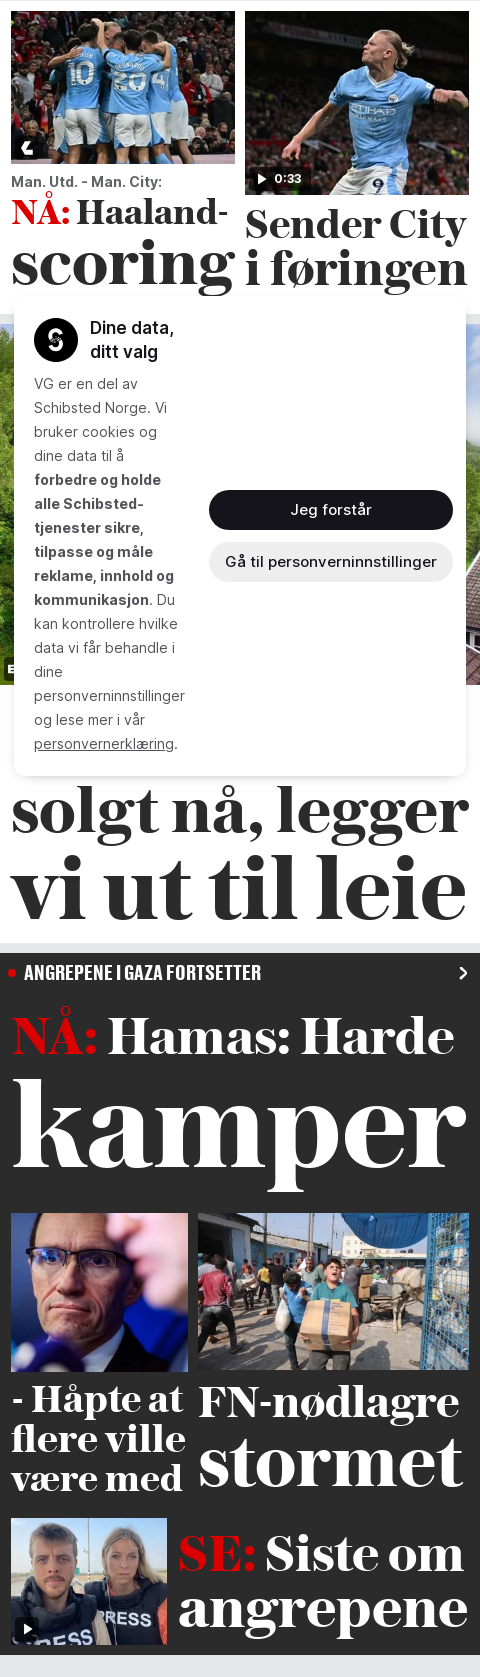 Man. Utd. - Man. City:
NÅ: Haaland-
scoring
0:33
Sender City
i føringen
Dine data,
ditt valg
VG er en del av
Schibsted Norge. Vi
bruker cookies og
dine data til å
forbedre og holde
alle Schibsted-
tjenester sikre,
tilpasse og måle
reklame, innhold og
kommunikasjon. Du
kan kontrollere hvilke
data vi får behandle i
dine
personverninnstillinger
og lese mer i vår
personvernerklæring.
Jeg forstår
Gå til personverninnstillinger
solgt nå, legger
vi ut til leie
ANGREPENE I GAZA FORTSETTER
NÅ: Hamas: Harde
kamper
- Håpte at
flere ville
være med
FN-nødlagre
stormet
PRESS
PRESS
SE: Siste om
angrepene